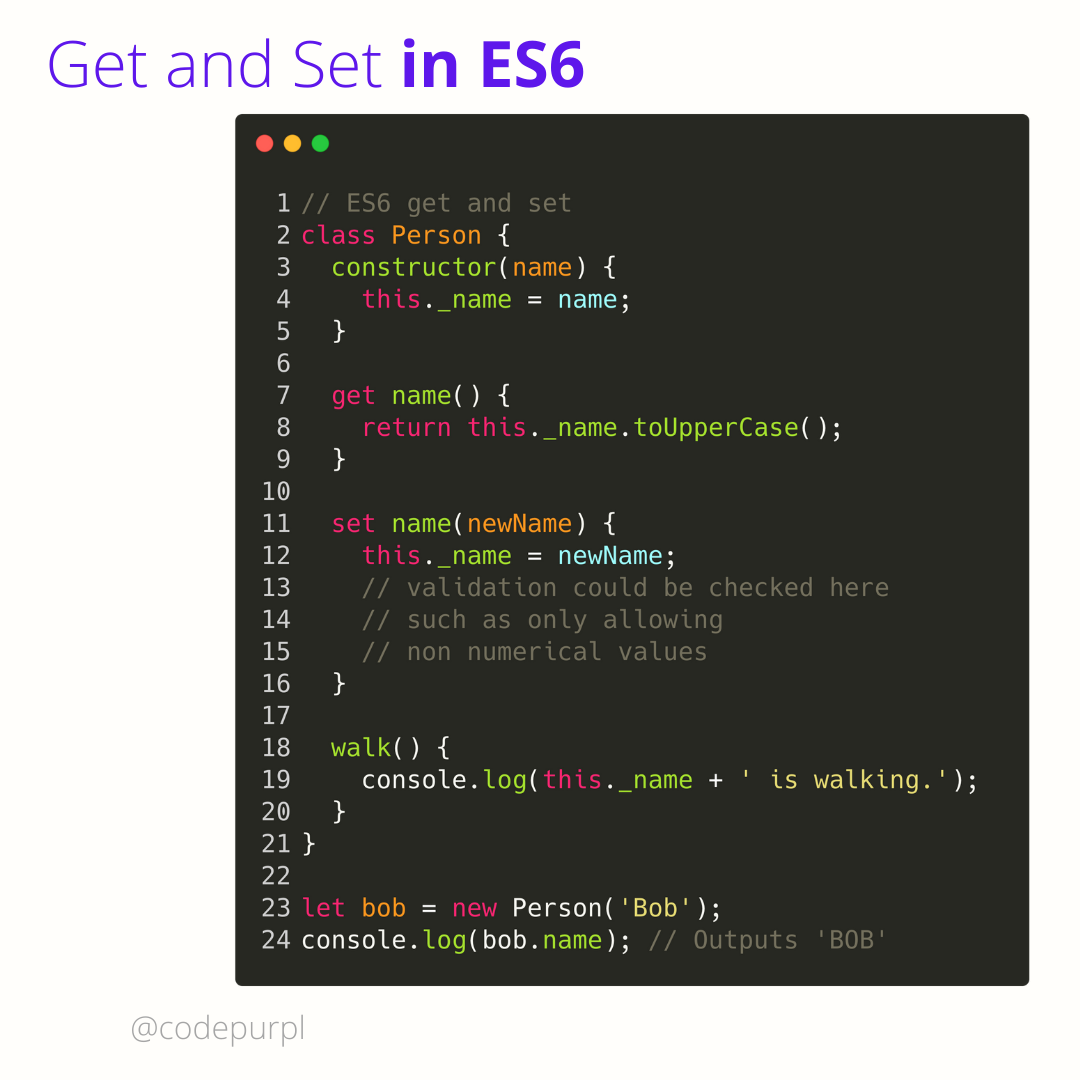 Get and Set in ES6
1 // ES6 get and set
2 class Person {
3   constructor(name) {
4     this._name = name;
5   }
6
7   get name() {
8     return this._name.toUpperCase();
9   }
10
11   set name(newName) {
12     this._name = newName;
13     // validation could be checked here
14     // such as only allowing
15     // non numerical values
16   }
17
18   walk() {
19     console.log(this._name + ' is walking.');
20   }
21 }
22
23 let bob = new Person('Bob');
24 console.log(bob.name); // Outputs 'BOB'
@codepurpl